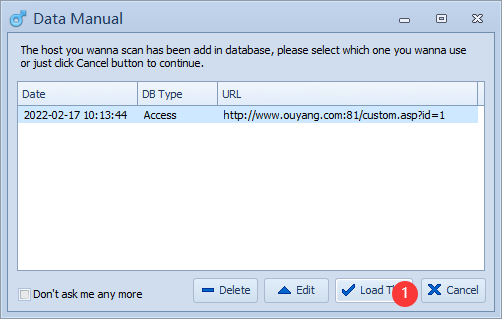 Data Manual
The host you wanna scan has been add in database, please select which one you wanna use
or just click Cancel button to continue.
Date DB Type URL
2022-02-17 10:13:44 Access http://www.ouyang.com:81/custom.asp?id=1
Don't ask me any more Delete Edit Load 1 Cancel